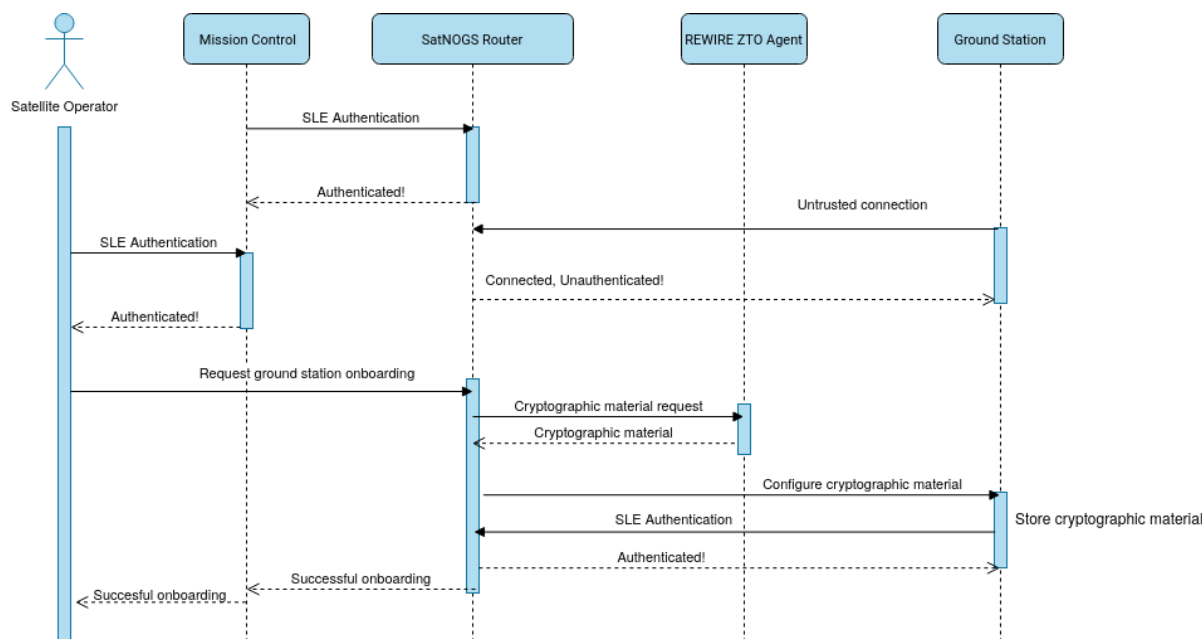 Mission Control
SatNOGS Router
REWIRE ZTO Agent
Ground Station
Satellite Operator
SLE Authentication
Authenticated!
Untrusted connection
SLE Authentication
Connected, Unauthenticated!
Authenticated!
Request ground station onboarding
Cryptographic material request
Cryptographic material
Configure cryptographic material
SLE Authentication
Store cryptographic material
Authenticated!
Successful onboarding
Succesful onboarding